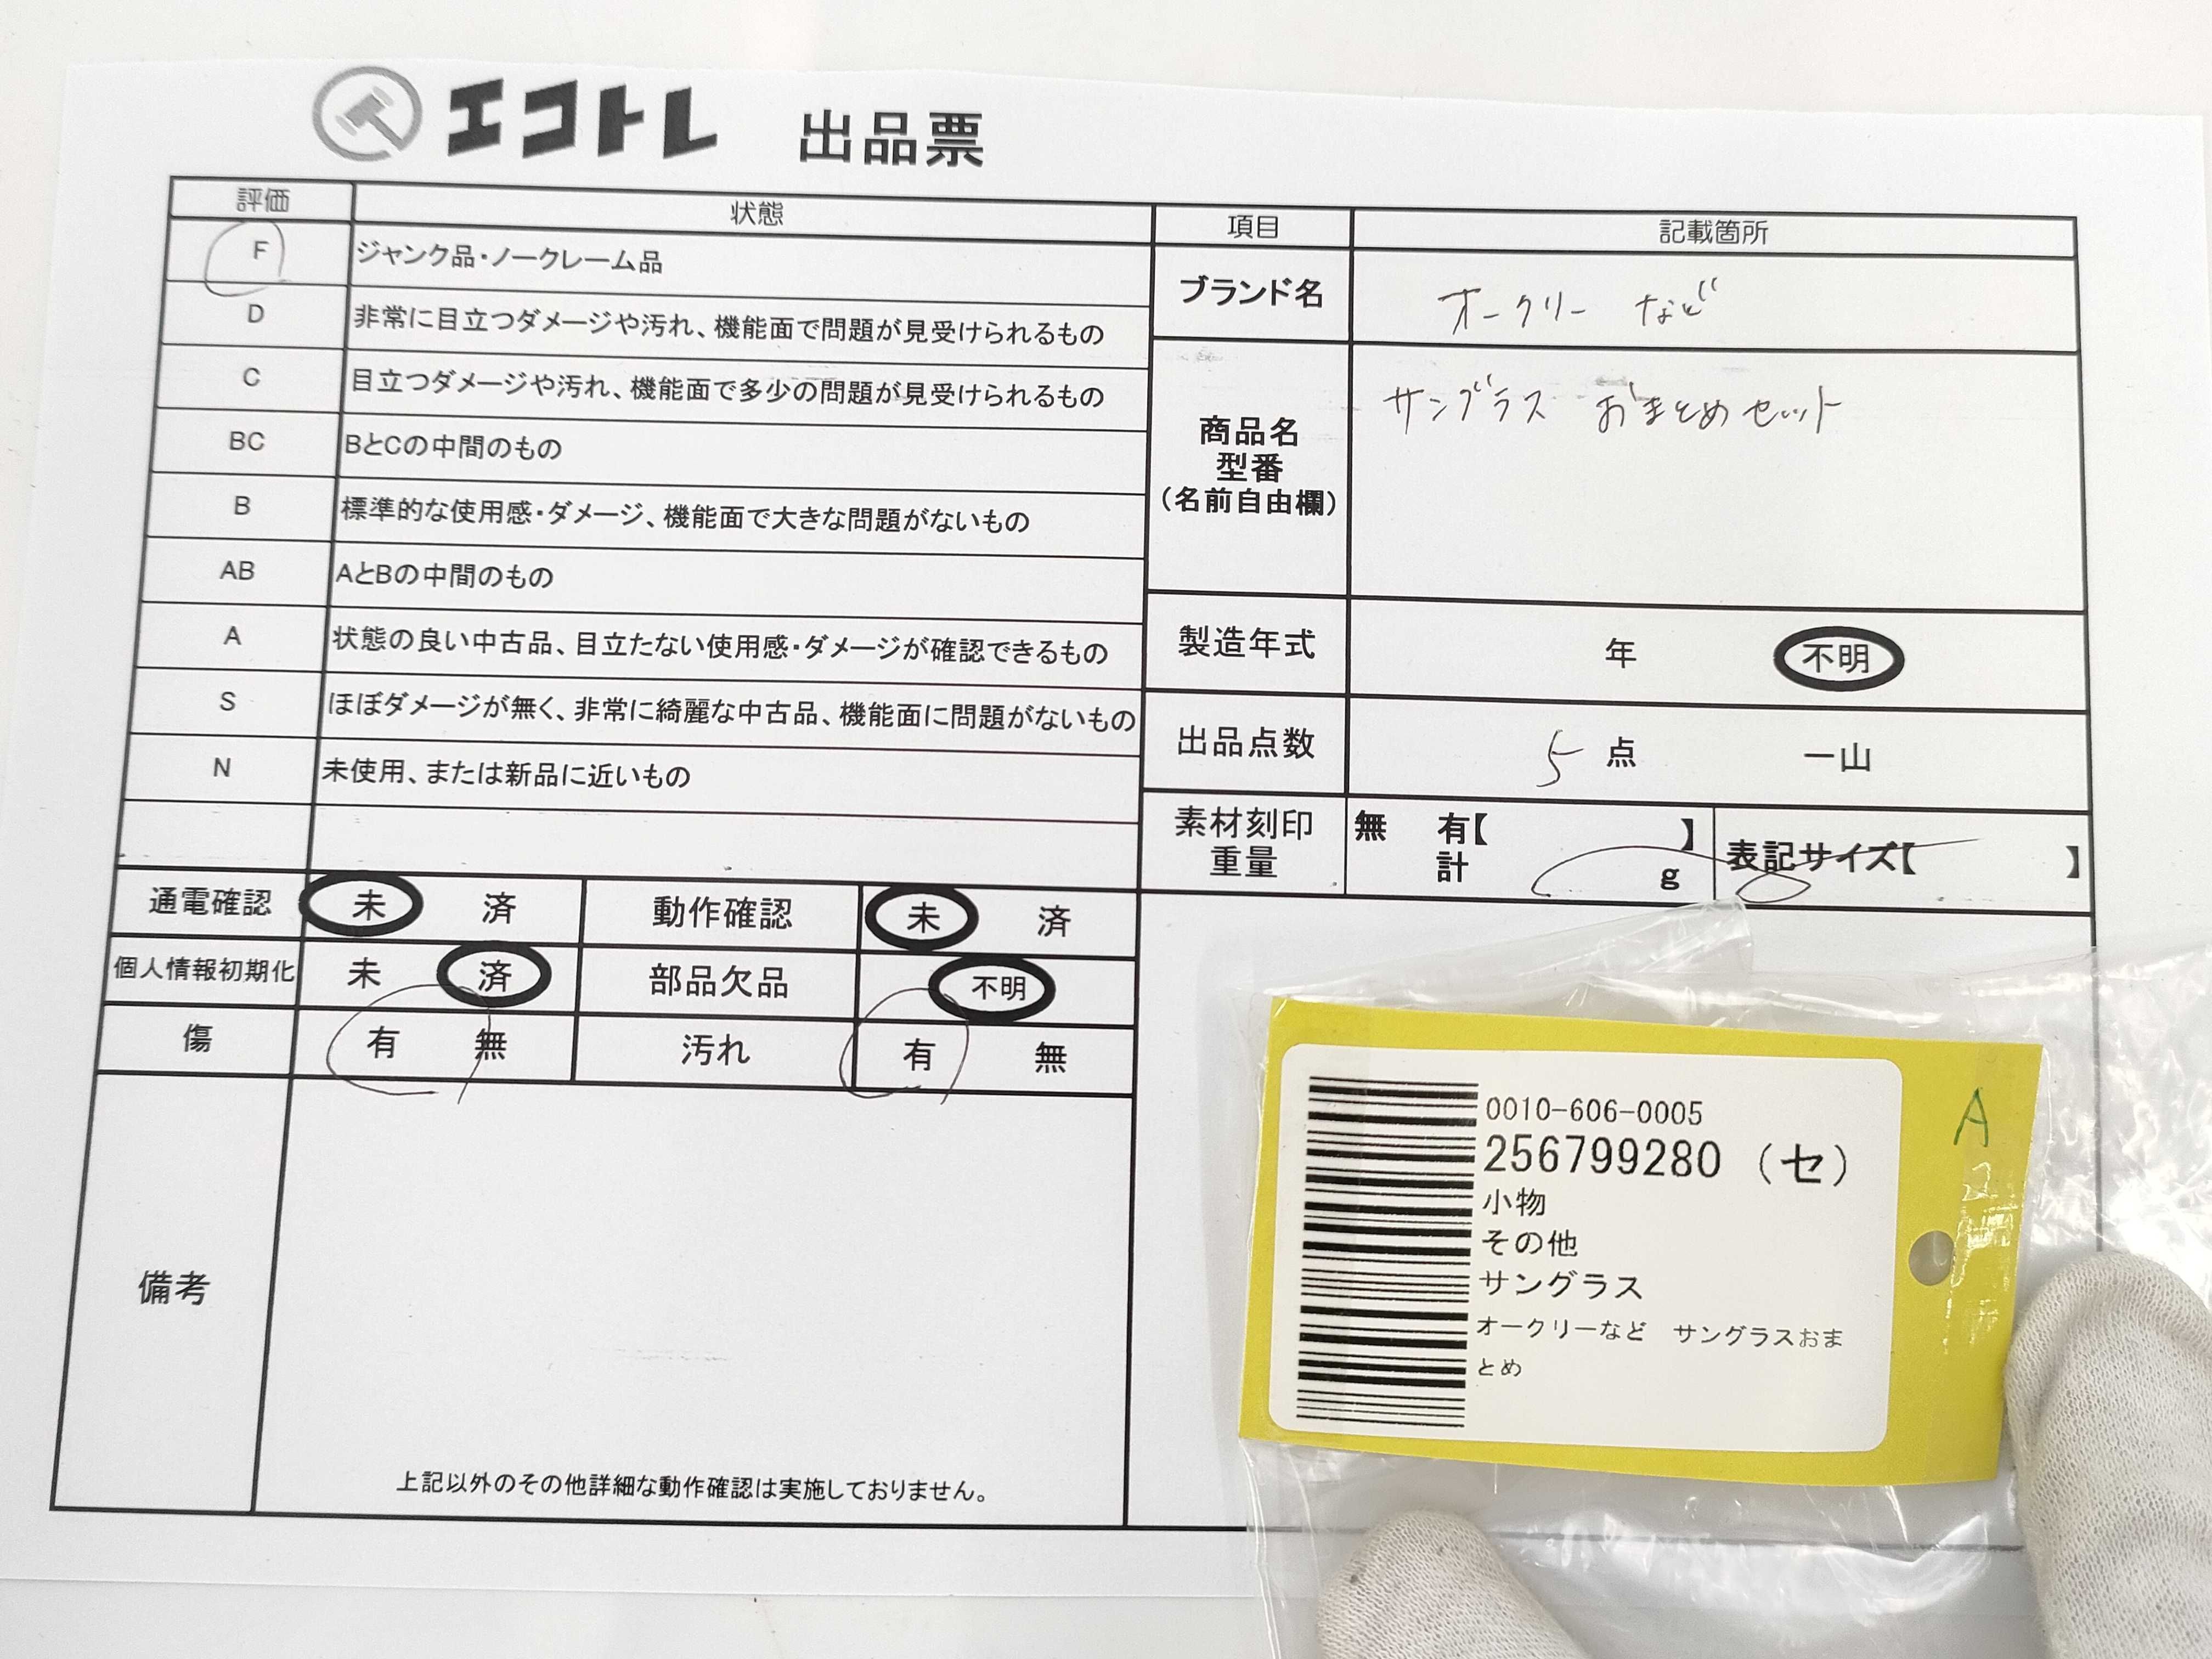 エコトレ 出品票
評価 状態
F ジャンク品・ノークレーム品
D 非常に目立つダメージや汚れ、機能面で問題が見受けられるもの
C 目立つダメージや汚れ、機能面で多少の問題が見受けられるもの
BC BとCの中間のもの
B 標準的な使用感・ダメージ、機能面で大きな問題がないもの
AB AとBの中間のもの
A 状態の良い中古品、目立たない使用感・ダメージが確認できるもの
S ほぼダメージが無く、非常に綺麗な中古品、機能面に問題がないもの
N 未使用、または新品に近いもの
通電確認 未 済 動作確認 未 済
個人情報初期化 未 済 部品欠品 不明
傷 有 無 汚れ 有 無
備考
上記以外のその他詳細な動作確認は実施しておりません。
項目 記載箇所
ブランド名 オークリー など
商品名
型番
（名前自由欄）
サングラス おまとめセット
製造年式 年 不明
出品点数 5 点 一山
素材刻印
重量
無 有【 】
計 g
表記サイズ【 】
0010-606-0005
256799280 （セ）
小物
その他
サングラス
オークリーなど サングラスおま
とめ
A